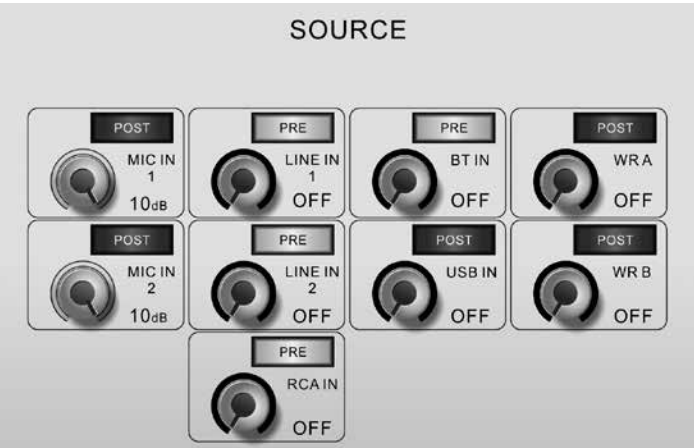 SOURCE
POST
MIC IN
1
10dB
PRE
LINE IN
1
OFF
PRE
BT IN
OFF
POST
WR A
OFF
POST
MIC IN
2
10dB
PRE
LINE IN
2
OFF
POST
USB IN
OFF
POST
WR B
OFF
PRE
RCA IN
OFF